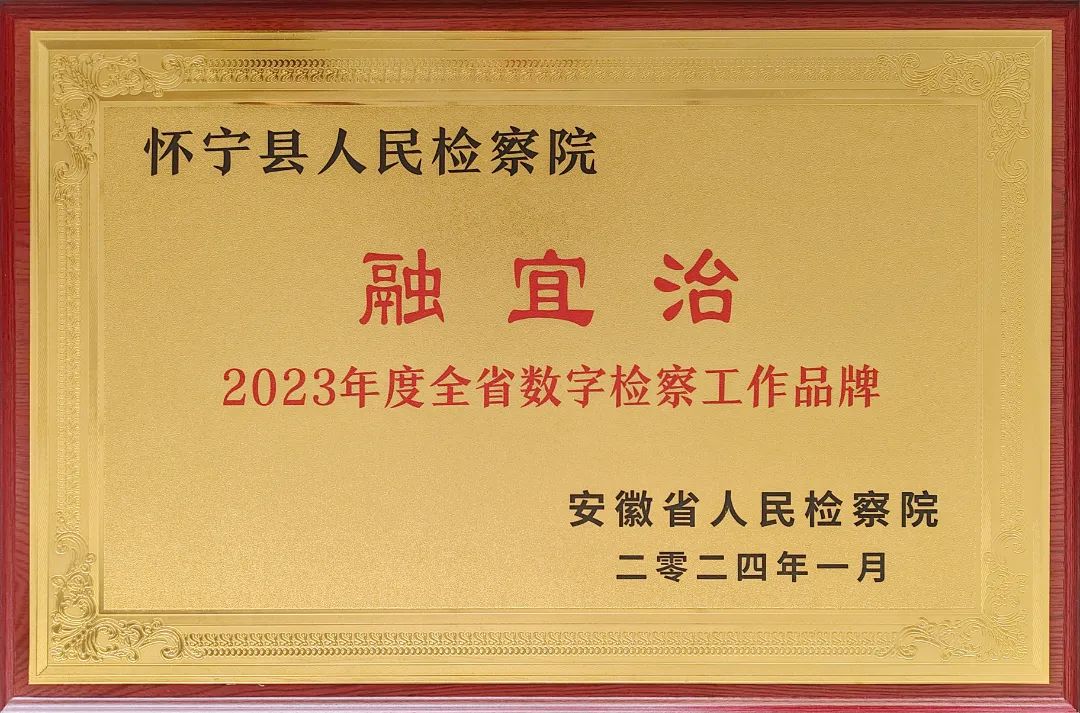 怀宁县人民检察院
融宜治
2023年度全省数字检察工作品牌
安徽省人民检察院
二零二四年一月